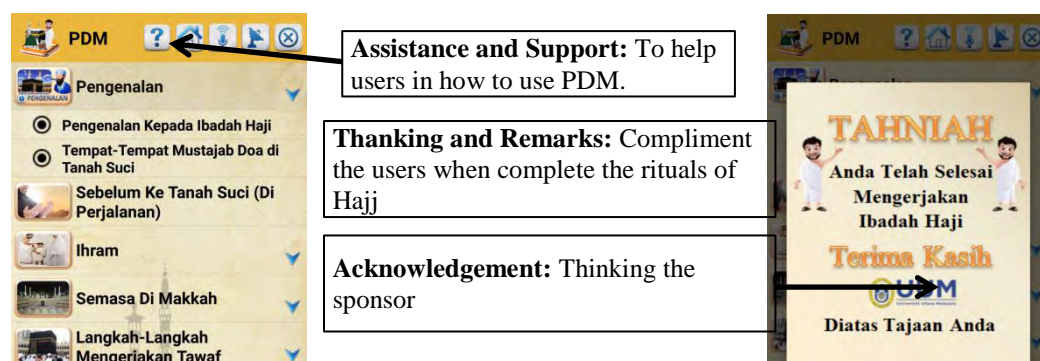 PDM
?
PENGENALAN
Pengenalan
Pengenalan Kepada Ibadah Haji
Tempat-Tempat Mustajab Doa di
Tanah Suci
Sebelum Ke Tanah Suci (Di
Perjalanan)
Ihram
Semasa Di Makkah
Langkah-Langkah
Mengerjakan Tawaf
Assistance and Support: To help
users in how to use PDM.
Thanking and Remarks: Compliment
the users when complete the rituals of
Hajj
Acknowledgement: Thinking the
sponsor
PDM
?
TAHNIAH
Anda Telah Selesai
Mengerjakan
Ibadah Haji
Terima Kasih
UUM
Diatas Tajaan Anda